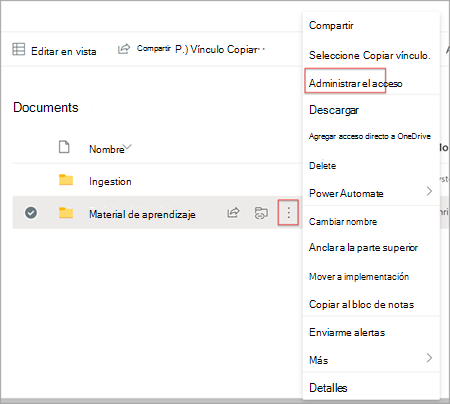 Editar en vista
Compartir P.) Vínculo Copiar
Documents
Nombre
Ingestion
Material de aprendizaje
Compartir
Seleccione Copiar vínculo.
Administrar el acceso
Descargar
Agregar acceso directo a OneDrive
Delete
Power Automate
Cambiar nombre
Anclar a la parte superior
Mover a implementación
Copiar al bloc de notas
Enviarme alertas
Más
Detalles